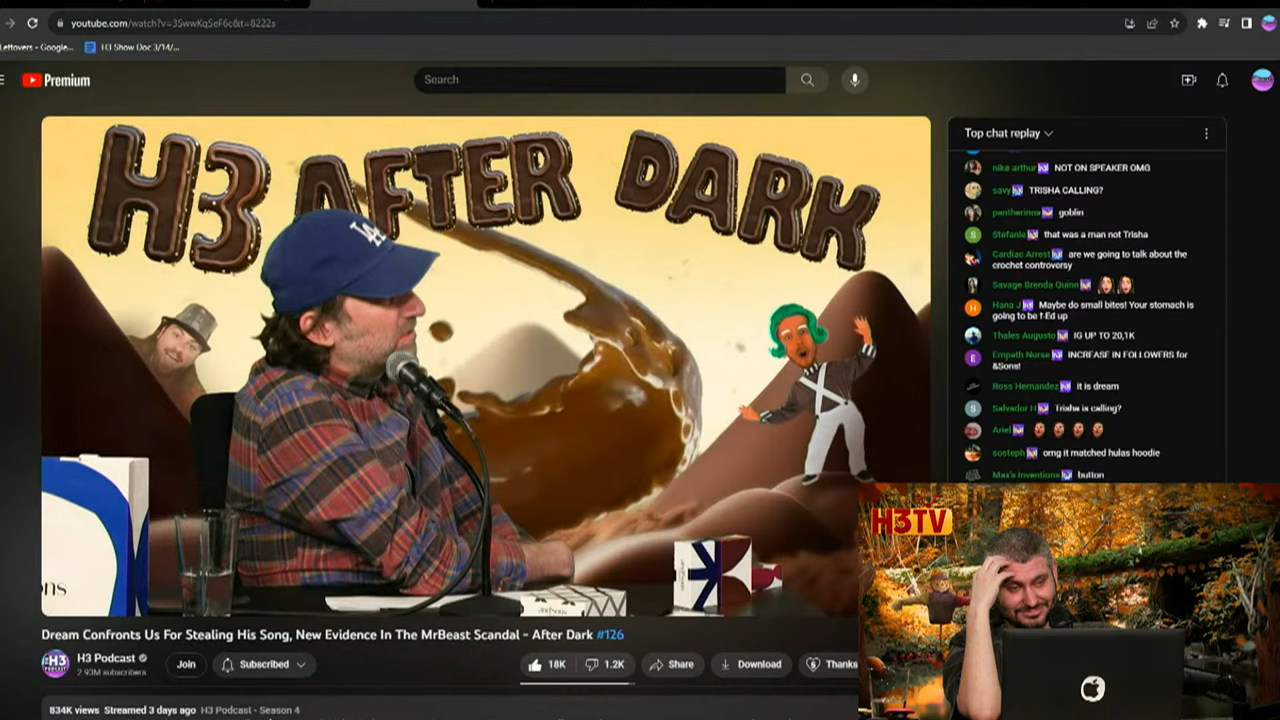 youtube.com/watch?v=3SwwKqSeF6c&t=8222s
Leftovers - Google...
H3 Show Doc 3/14/...
Premium
Search
H3 AFTER DARK
Top chat replay
nike arthur NOT ON SPEAKER OMG
savy TRISHA CALLING?
goblin
Stefanie that was a man not Trisha
Cardiac Arrest are we going to talk about the
crochet controversy
Savage Brenda Quinn
Hana J Maybe do small bites! Your stomach is
going to be f-Ed up
Thales Augusto IG UP TO 20,1K
Empath Nurse INCREASE IN FOLLOWERS for
&Sons!
Ross Hernandez it is dream
Salvador H Trisha is calling?
Ariel
sosteph omg it matched hulas hoodie
Max's Inventions button
LA
ons
H3TV
Dream Confronts Us For Stealing His Song, New Evidence In The MrBeast Scandal - After Dark #126
H3
H3 Podcast
2.93M subscribers
Join
Subscribed
18K
1.2K
Share
Download
Thanks
834K views Streamed 3 days ago H3 Podcast - Season 4